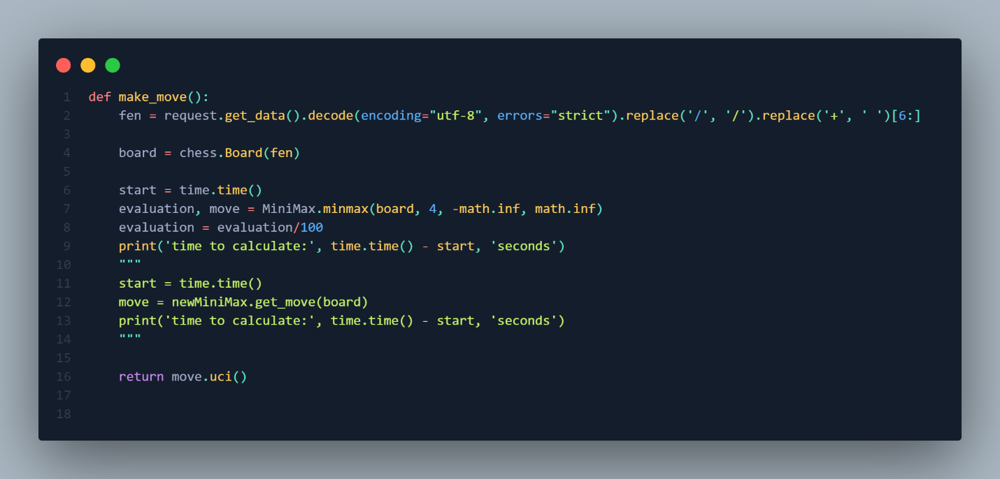 1 def make_move():
2     fen = request.get_data().decode(encoding="utf-8", errors="strict").replace('/', '/').replace('+', ' ')[6:]
3
4     board = chess.Board(fen)
5
6     start = time.time()
7     evaluation, move = MiniMax.minmax(board, 4, -math.inf, math.inf)
8     evaluation = evaluation/100
9     print('time to calculate:', time.time() - start, 'seconds')
10     """
11     start = time.time()
12     move = newMiniMax.get_move(board)
13     print('time to calculate:', time.time() - start, 'seconds')
14     """
15
16     return move.uci()
17
18